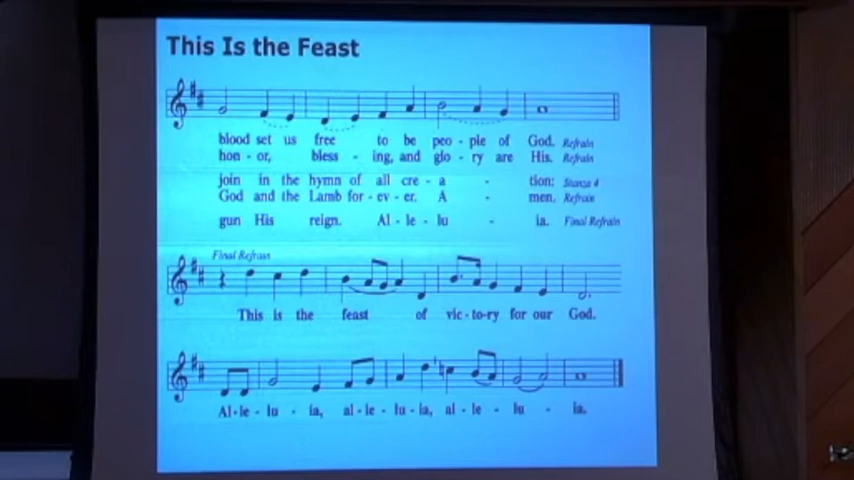 This Is the Feast
blood set us free to be peo - ple of God. Refrain
hon - or, bless - ing, and glo - ry are His. Refrain
join in the hymn of all cre - a - tion: Stanza 4
God and the Lamb for - ev - er. A - men. Refrain
gun His reign. Al - le - lu - ia. Final Refrain
Final Refrain
This is the feast of vic - to - ry for our God.
Al - le - lu - ia, al - le - lu - ia, al - le - lu - ia.